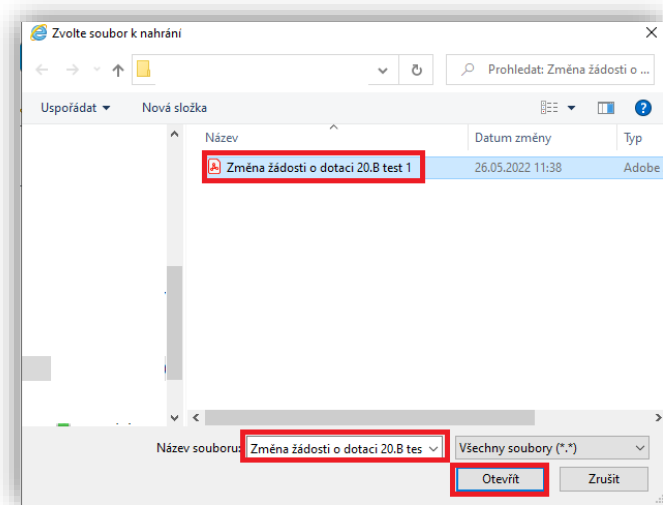 Zvolte soubor k nahrání
Prohledat: Změna žádosti o ...
Uspořádat Nová složka
Název Datum změny Typ
Změna žádosti o dotaci 20.B test 1 26.05.2022 11:38 Adobe
Název souboru: Změna žádosti o dotaci 20.B tes Všechny soubory (*.*)
Otevřít Zrušit